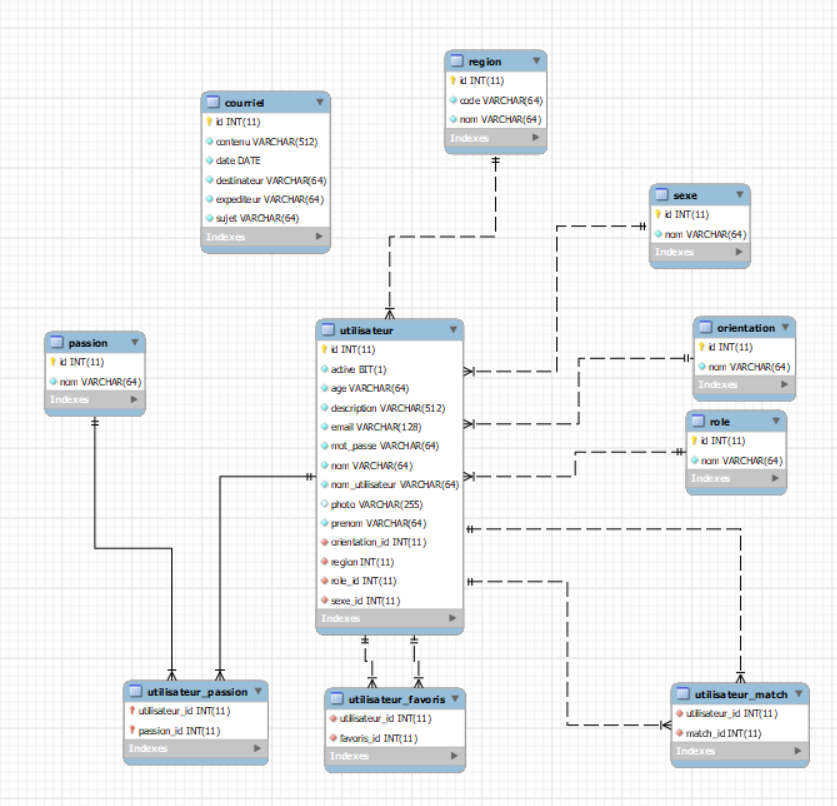 region
id INT(11)
code VARCHAR(64)
nom VARCHAR(64)
Indexes
courriel
id INT(11)
contenu VARCHAR(512)
date DATE
destinateur VARCHAR(64)
expediteur VARCHAR(64)
sujet VARCHAR(64)
Indexes
sexe
id INT(11)
nom VARCHAR(64)
Indexes
passion
id INT(11)
nom VARCHAR(64)
Indexes
utilisateur
id INT(11)
active BIT(1)
age VARCHAR(64)
description VARCHAR(512)
email VARCHAR(128)
mot_passe VARCHAR(64)
nom VARCHAR(64)
nom_utilisateur VARCHAR(64)
photo VARCHAR(255)
prenom VARCHAR(64)
orientation_id INT(11)
region INT(11)
role_id INT(11)
sexe_id INT(11)
Indexes
orientation
id INT(11)
nom VARCHAR(64)
Indexes
role
id INT(11)
nom VARCHAR(64)
Indexes
utilisateur_passion
utilisateur_id INT(11)
passion_id INT(11)
Indexes
utilisateur_favoris
utilisateur_id INT(11)
favoris_id INT(11)
Indexes
utilisateur_match
utilisateur_id INT(11)
match_id INT(11)
Indexes